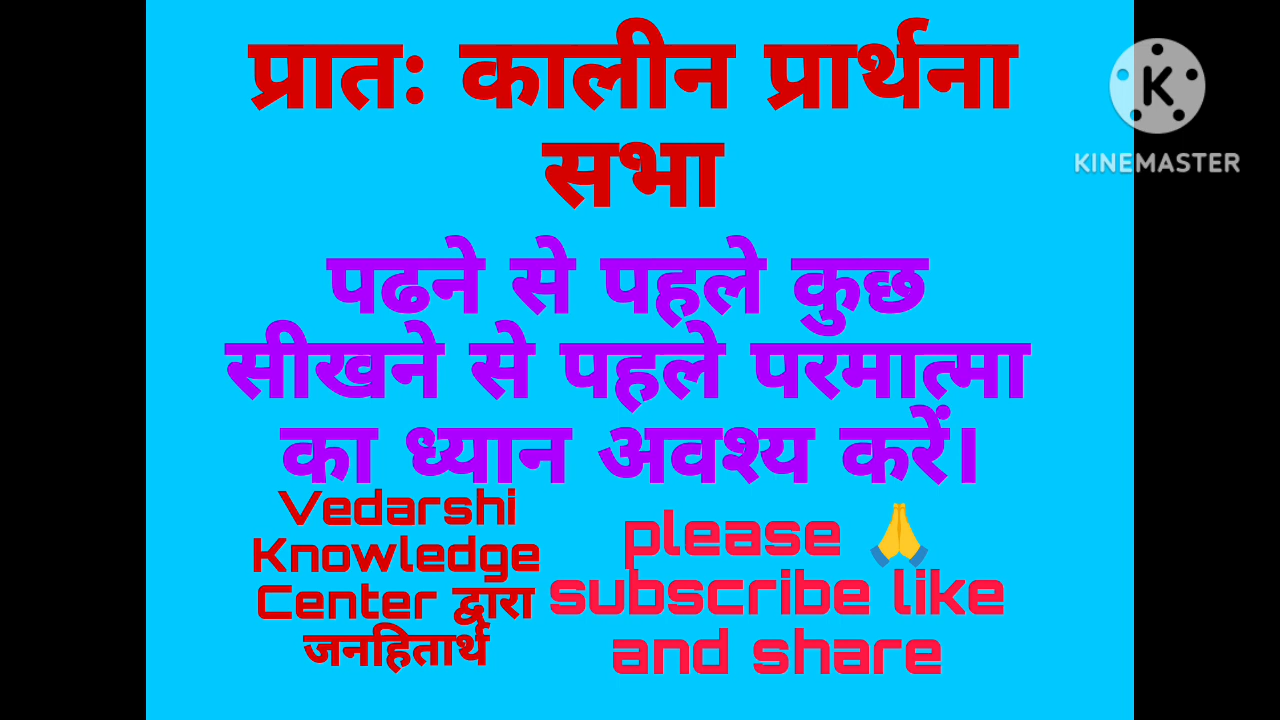 प्रातः कालीन प्रार्थना
सभा
KINEMASTER
पढने से पहले कुछ
सीखने से पहले परमात्मा
का ध्यान अवश्य करें।
Vedarshi
Knowledge
Center द्वारा
जनहितार्थ
please 🙏
subscribe like
and share